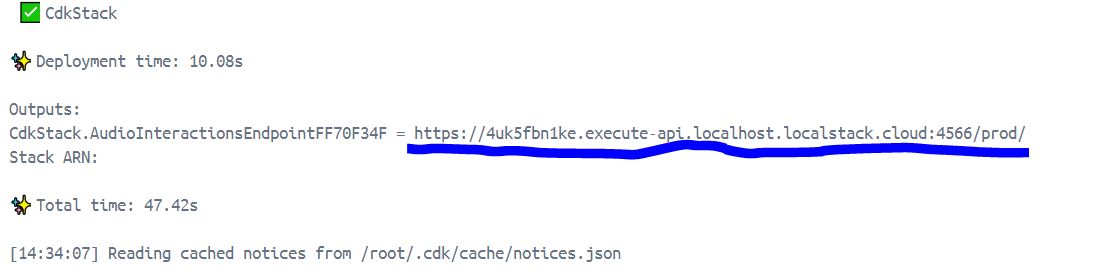 ✅ CdkStack
✨ Deployment time: 10.08s
Outputs:
CdkStack.AudioInteractionsEndpointFF70F34F = https://4uk5fbn1ke.execute-api.localhost.localstack.cloud:4566/prod/
Stack ARN:
✨ Total time: 47.42s
[14:34:07] Reading cached notices from /root/.cdk/cache/notices.json